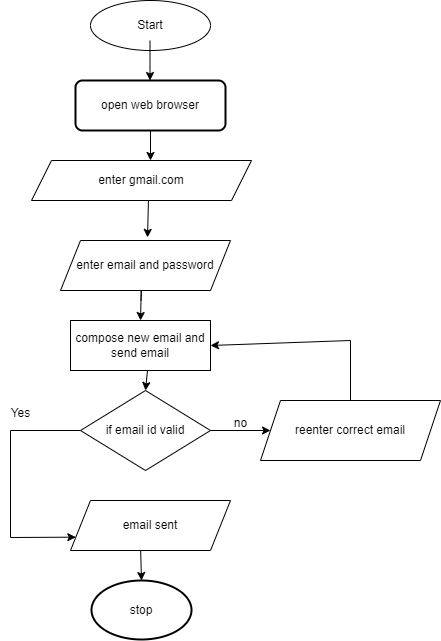 Start
open web browser
enter gmail.com
enter email and password
compose new email and
send email
Yes
if email id valid
no
reenter correct email
email sent
stop